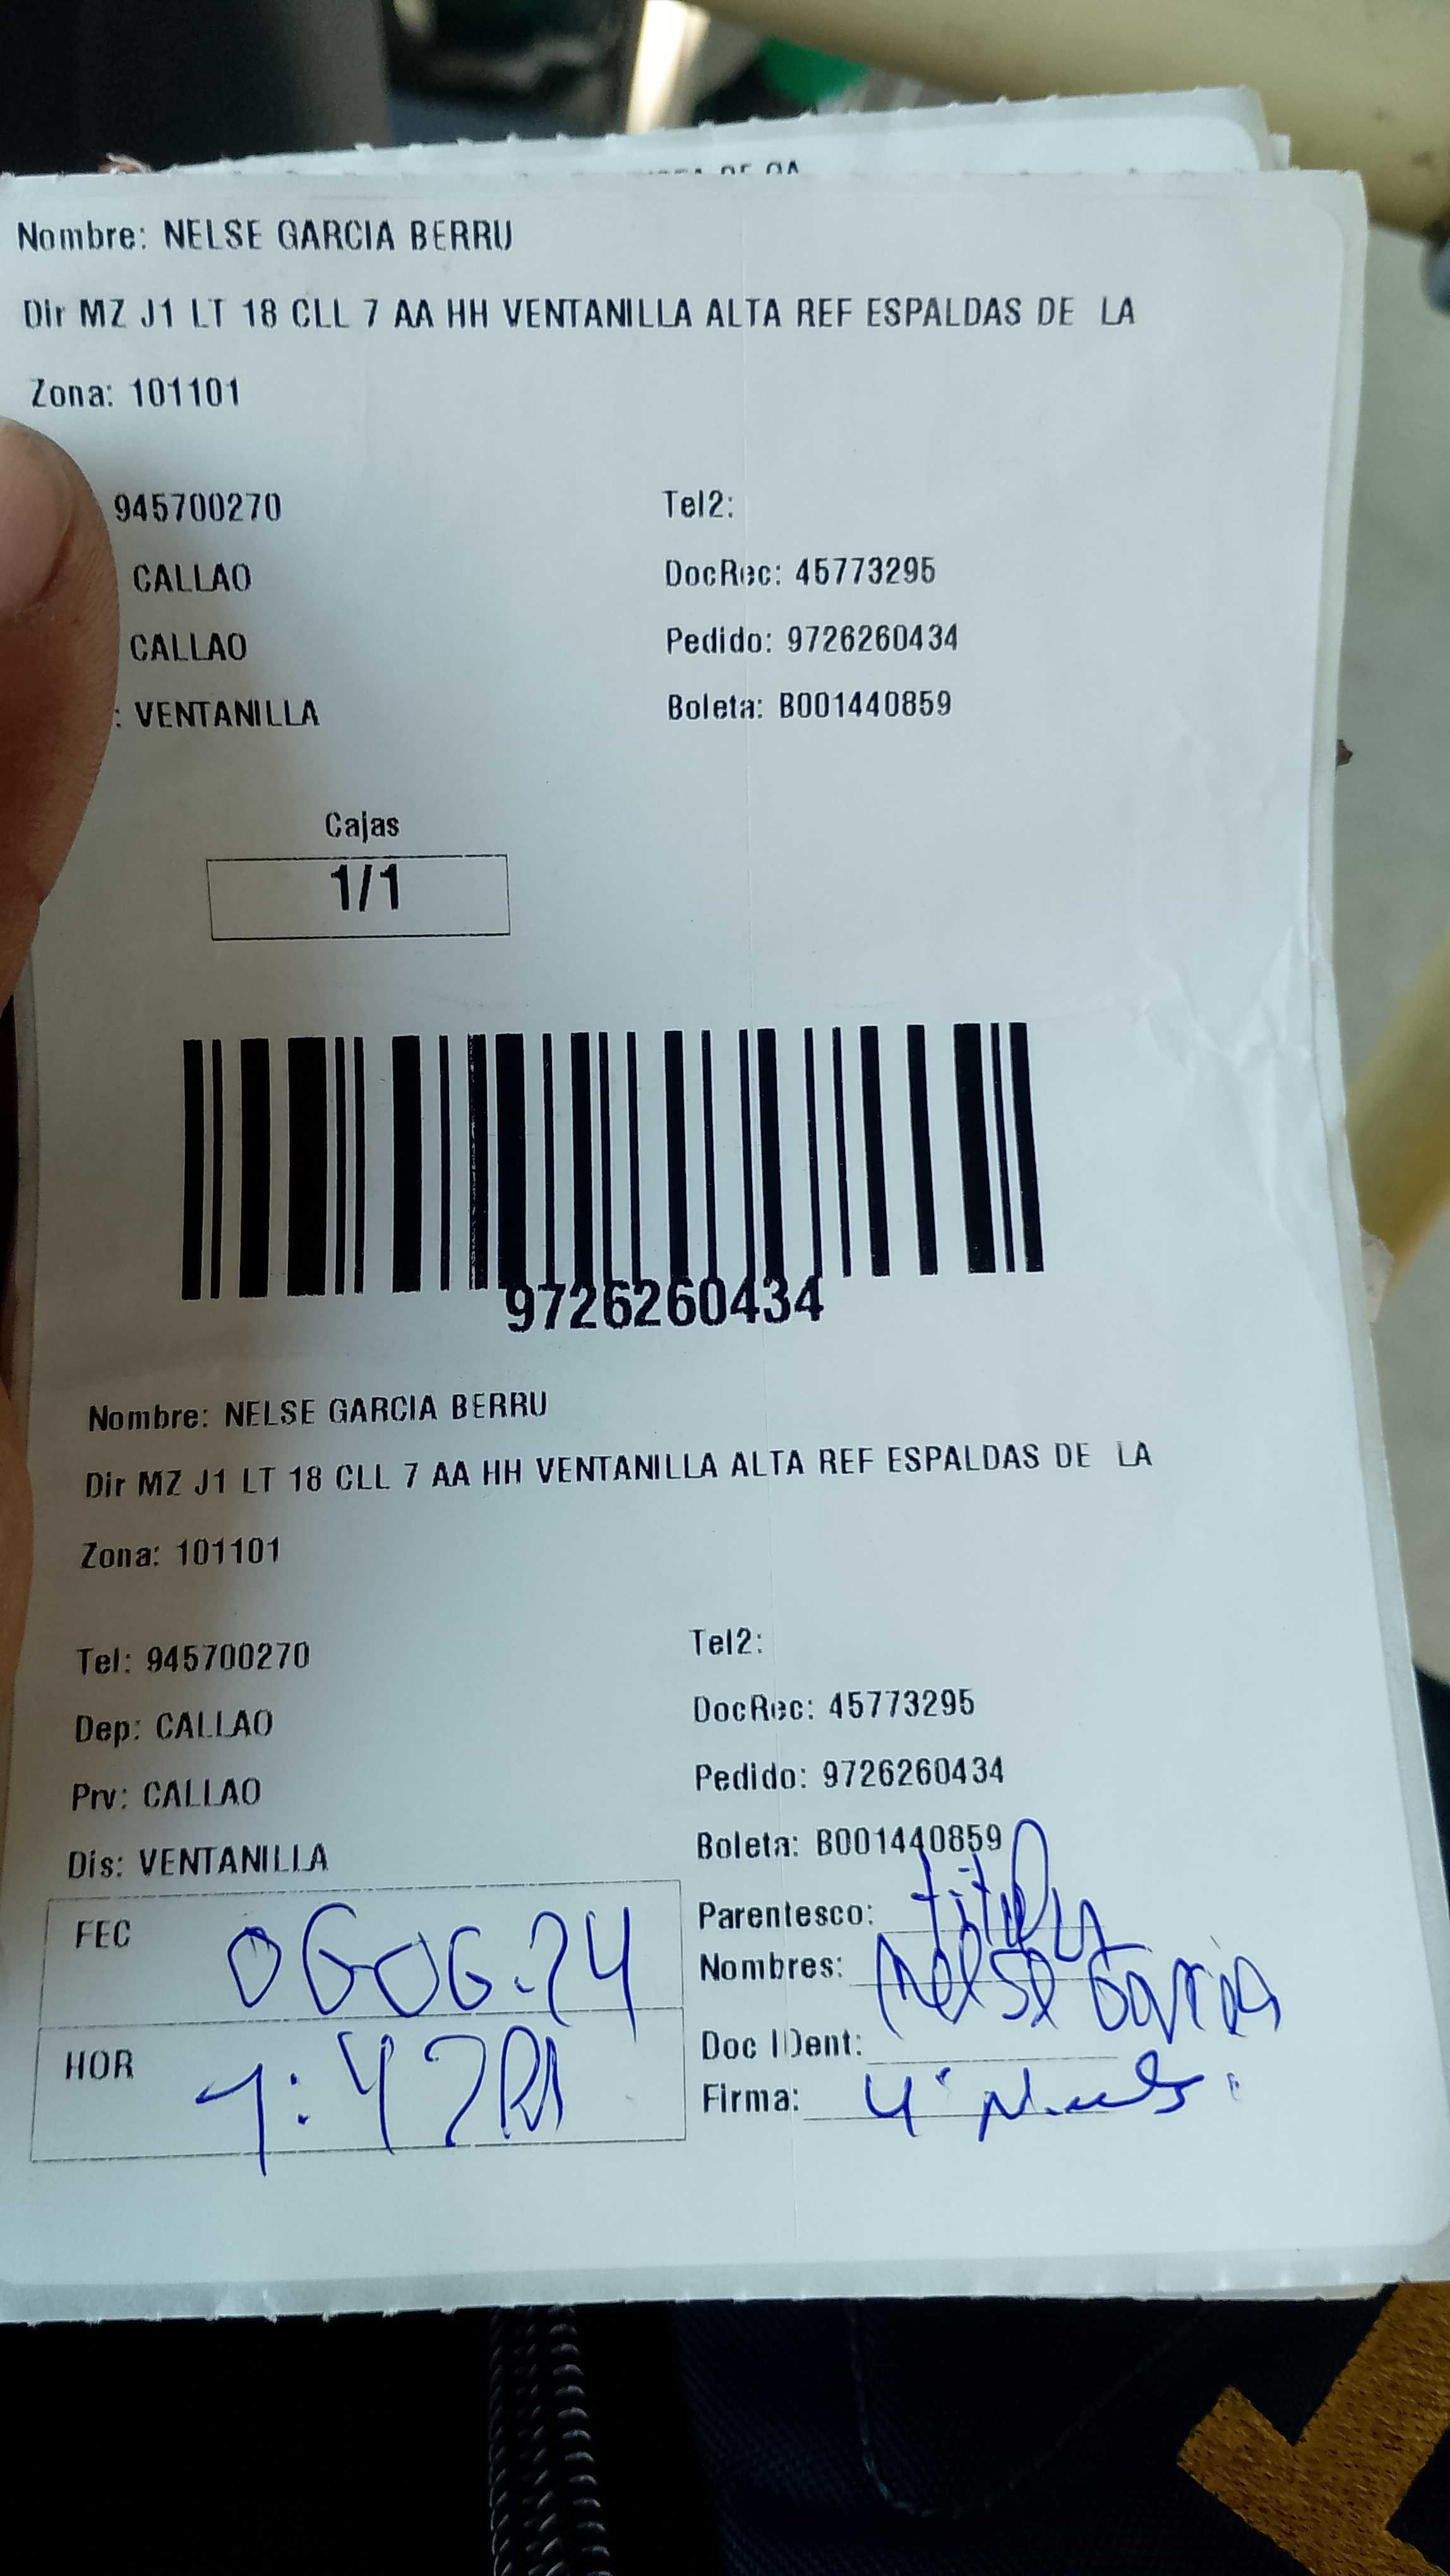 Nombre: NELSE GARCIA BERRU
Dir MZ J1 LT 18 CLL 7 AA HH VENTANILLA ALTA REF ESPALDAS DE LA
Zona: 101101
945700270 Tel2:
CALLAO DocRec: 45773295
CALLAO Pedido: 9726260434
: VENTANILLA Boleta: B001440859
Cajas
1/1
9726260434
Nombre: NELSE GARCIA BERRU
Dir MZ J1 LT 18 CLL 7 AA HH VENTANILLA ALTA REF ESPALDAS DE LA
Zona: 101101
Tel: 945700270 Tel2:
Dep: CALLAO DocRec: 45773295
Prv: CALLAO Pedido: 9726260434
Dis: VENTANILLA Boleta: B001440859
FEC 06-06-24 Parentesco:
Nombres: Nelse Garcia
HOR Doc IDent:
Firma: